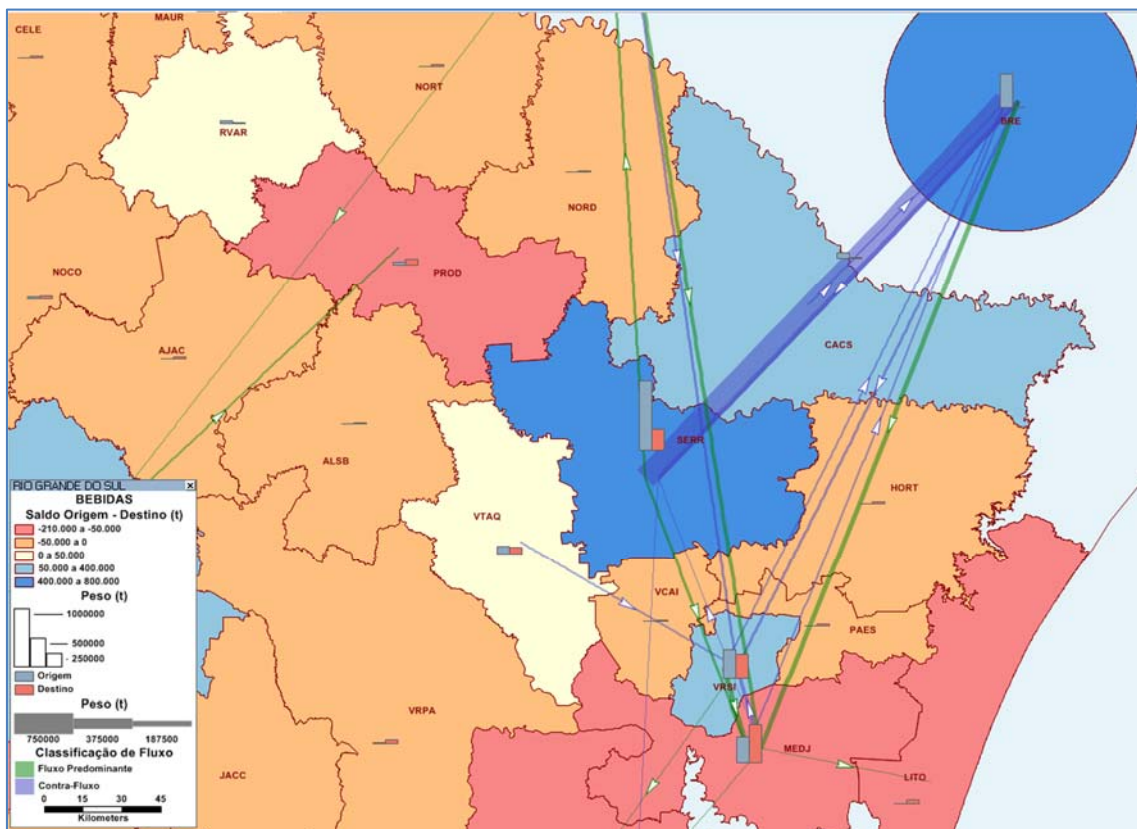 CELE
MAUR
NORT
RVAR
BRE
NORD
PROD
NOCO
CACS
AJAC
SERR
ALSB
HORT
VTAQ
VCAI
PAES
VRSI
VRPA
MEDJ
LITO
JACC
RIO GRANDE DO SUL
BEBIDAS
Saldo Origem - Destino (t)
-210.000 a -50.000
-50.000 a 0
0 a 50.000
50.000 a 400.000
400.000 a 800.000
Peso (t)
1000000
500000
250000
Origem
Destino
Peso (t)
750000 375000 187500
Classificação de Fluxo
Fluxo Predominante
Contra-Fluxo
0 15 30 45
Kilometers